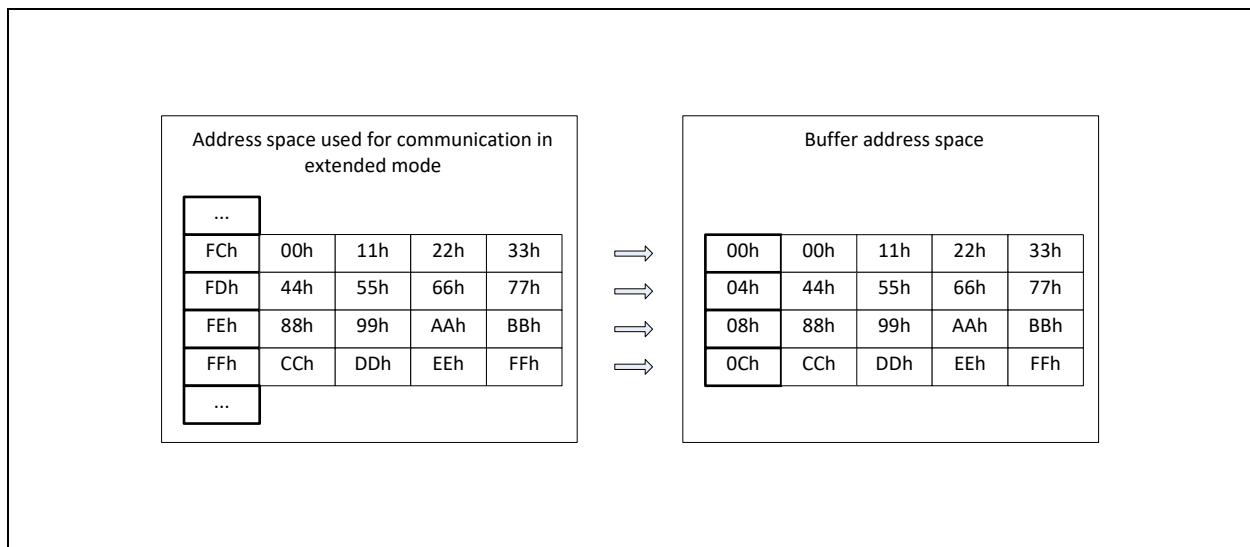 Address space used for communication in
extended mode
...
FCh 00h 11h 22h 33h
FDh 44h 55h 66h 77h
FEh 88h 99h AAh BBh
FFh CCh DDh EEh FFh
...
Buffer address space
00h 00h 11h 22h 33h
04h 44h 55h 66h 77h
08h 88h 99h AAh BBh
0Ch CCh DDh EEh FFh